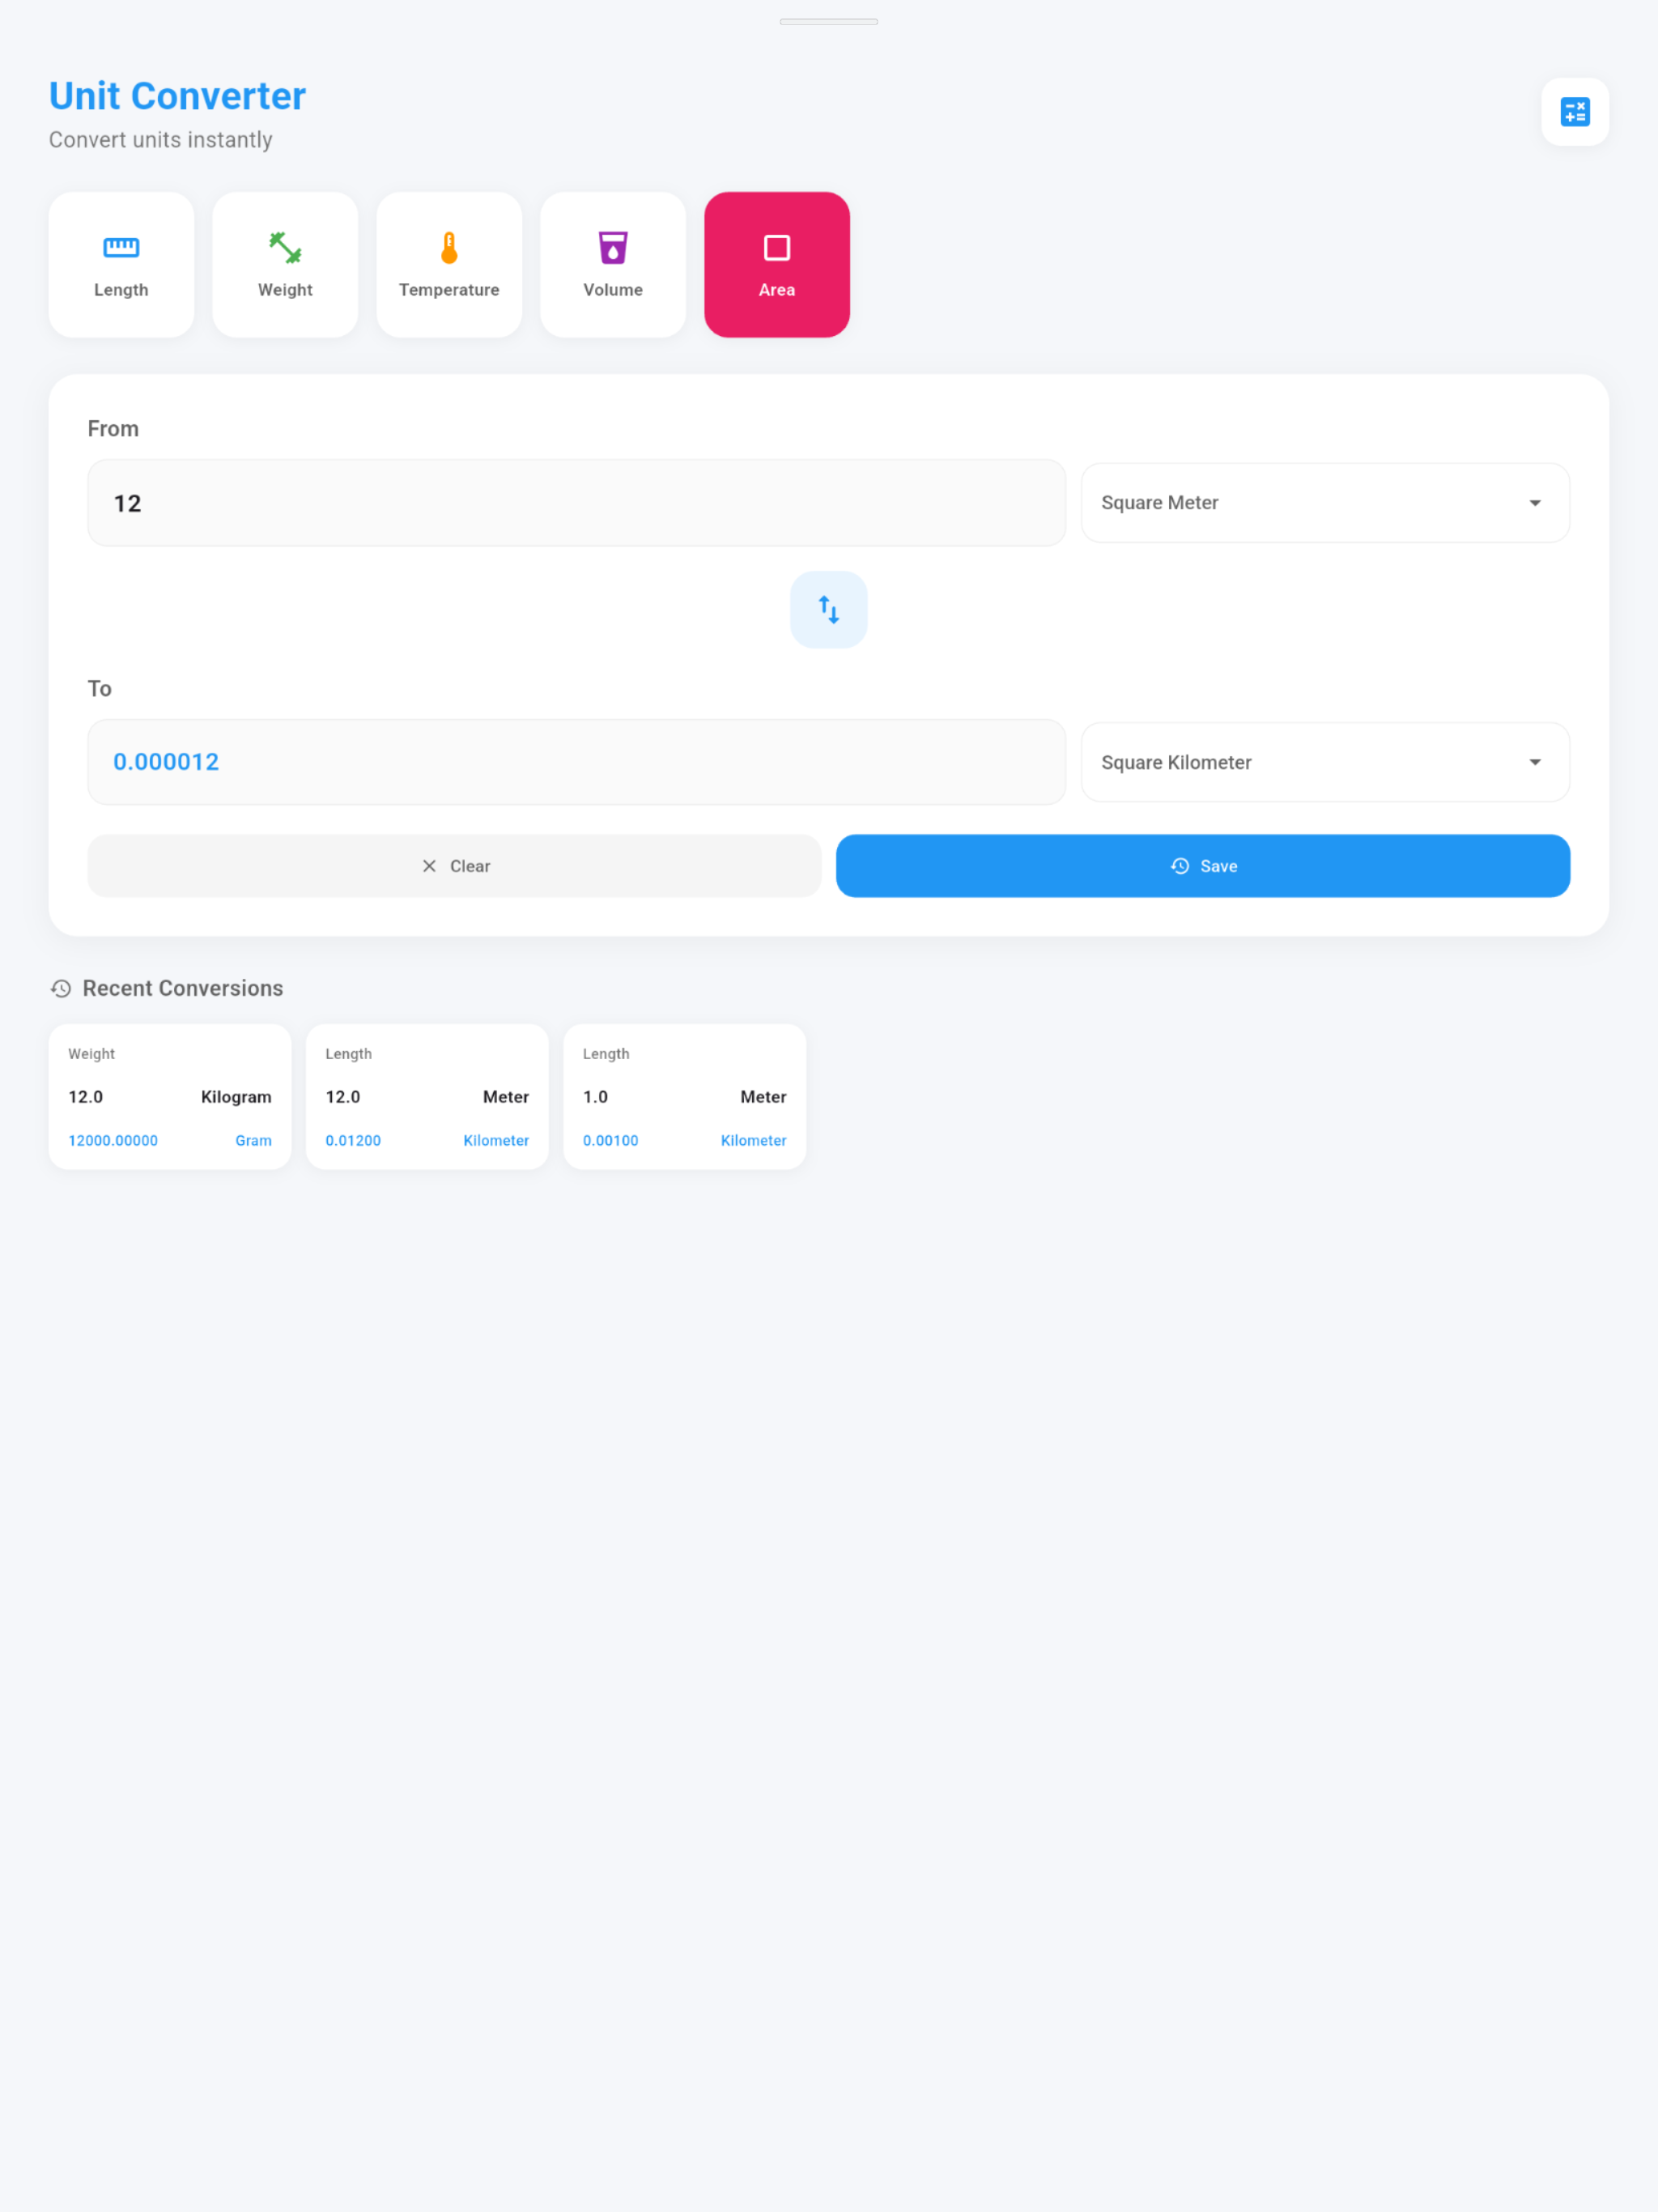 Unit Converter
Convert units instantly
Length
Weight
Temperature
Volume
Area
From
12
Square Meter
To
0.000012
Square Kilometer
Clear
Save
Recent Conversions
Weight
12.0 Kilogram
12000.00000 Gram
Length
12.0 Meter
0.01200 Kilometer
Length
1.0 Meter
0.00100 Kilometer